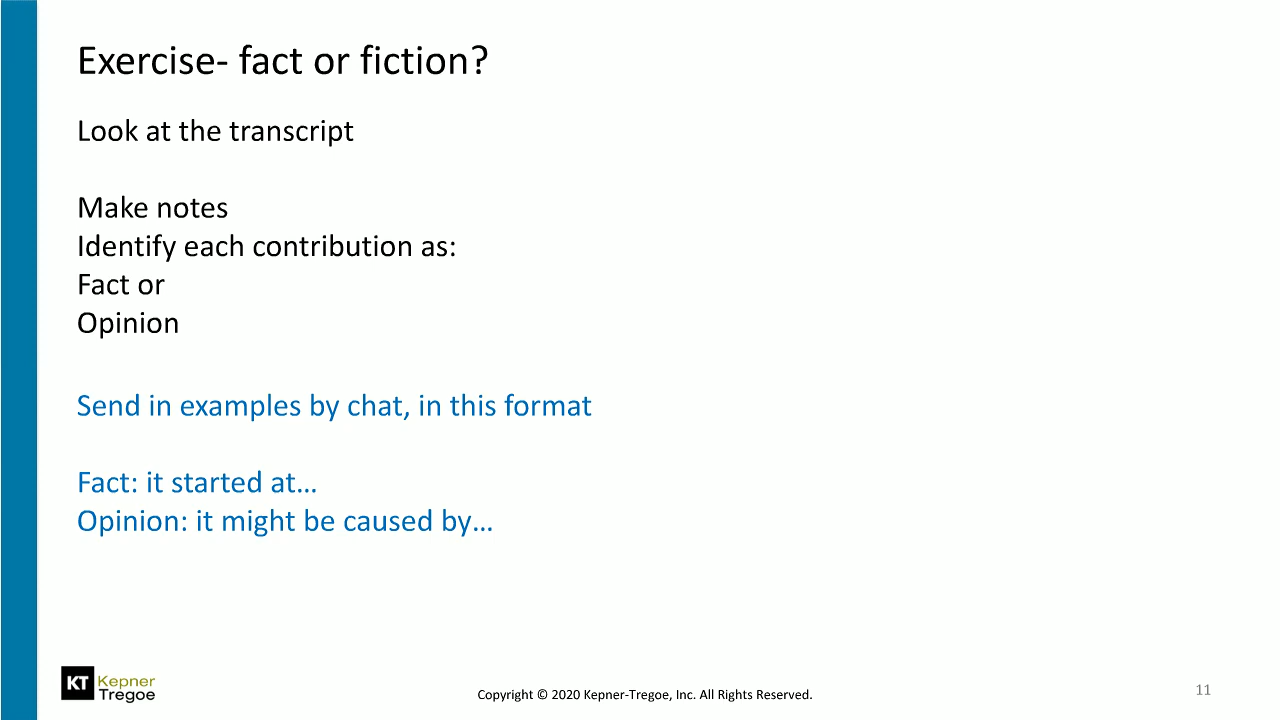 Exercise- fact or fiction?
Look at the transcript
Make notes
Identify each contribution as:
Fact or
Opinion
Send in examples by chat, in this format
Fact: it started at…
Opinion: it might be caused by…
KT Kepner
Tregoe
Copyright © 2020 Kepner-Tregoe, Inc. All Rights Reserved.
11